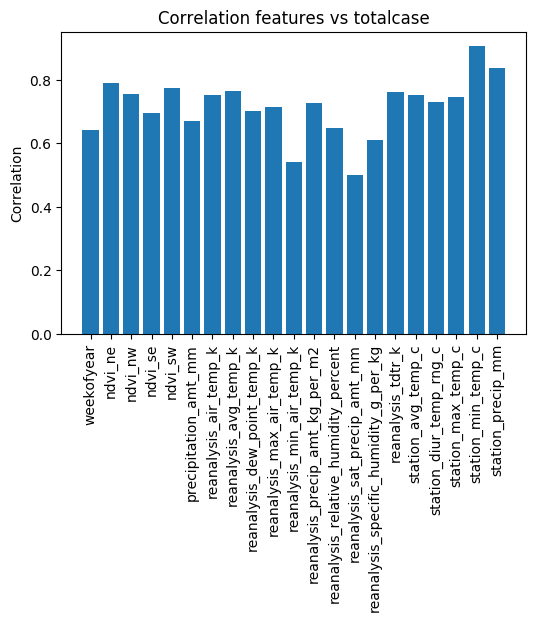 Correlation features vs totalcase
Correlation
0.8
0.6
0.4
0.2
0.0
weekofyear
ndvi_ne
ndvi_nw
ndvi_se
ndvi_sw
precipitation_amt_mm
reanalysis_air_temp_k
reanalysis_avg_temp_k
reanalysis_dew_point_temp_k
reanalysis_max_air_temp_k
reanalysis_min_air_temp_k
reanalysis_precip_amt_kg_per_m2
reanalysis_relative_humidity_percent
reanalysis_sat_precip_amt_mm
reanalysis_specific_humidity_g_per_kg
reanalysis_tdtr_k
station_avg_temp_c
station_diur_temp_rng_c
station_max_temp_c
station_min_temp_c
station_precip_mm